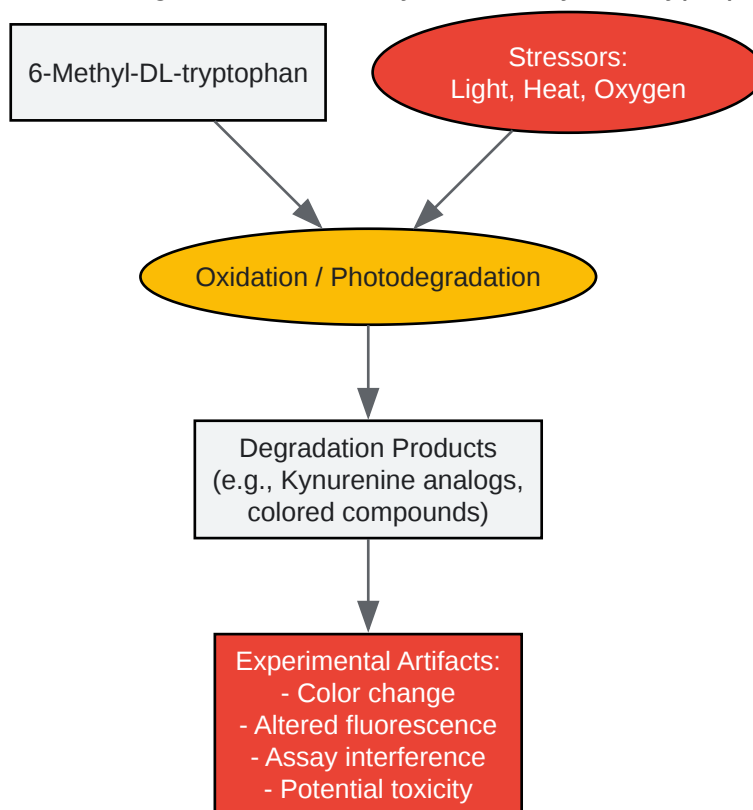 6-Methyl-DL-tryptophan
Stressors:
Light, Heat, Oxygen
Oxidation / Photodegradation
Degradation Products
(e.g., Kynurenine analogs,
colored compounds)
Experimental Artifacts:
- Color change
- Altered fluorescence
- Assay interference
- Potential toxicity